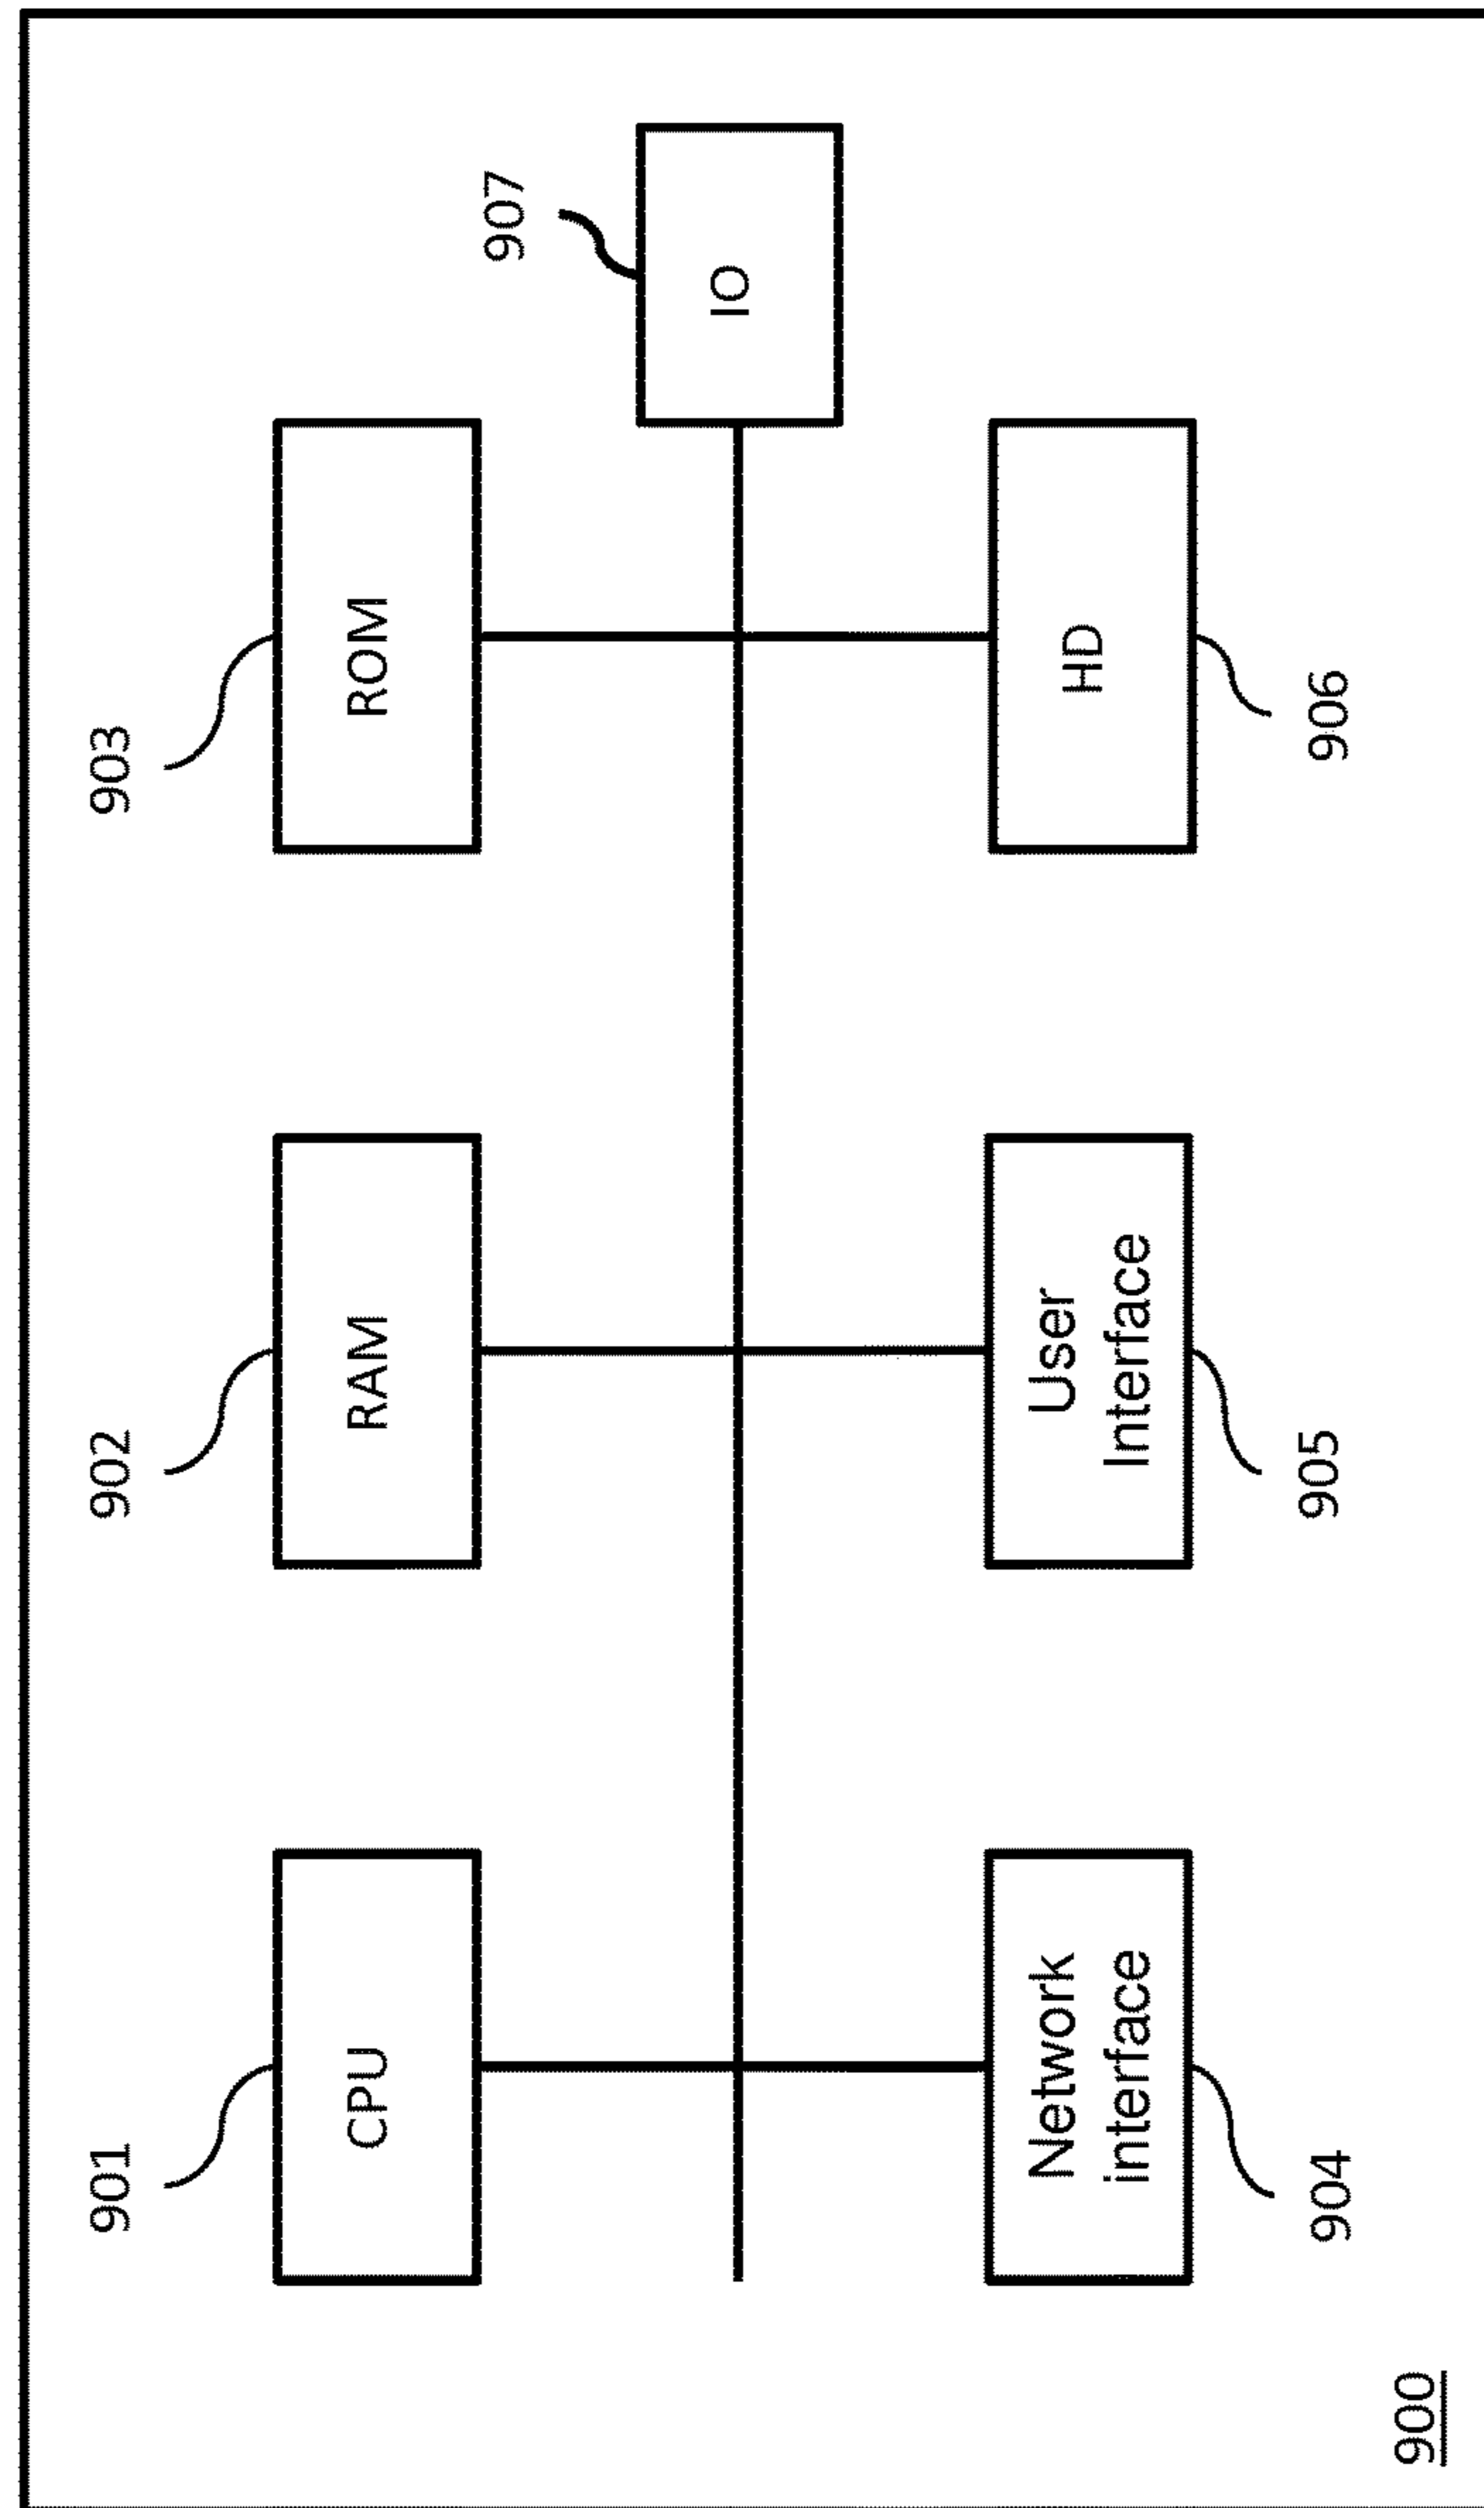 901
902
903
CPU
RAM
ROM
907
IO
Network
interface
User
Interface
HD
904
905
906
900